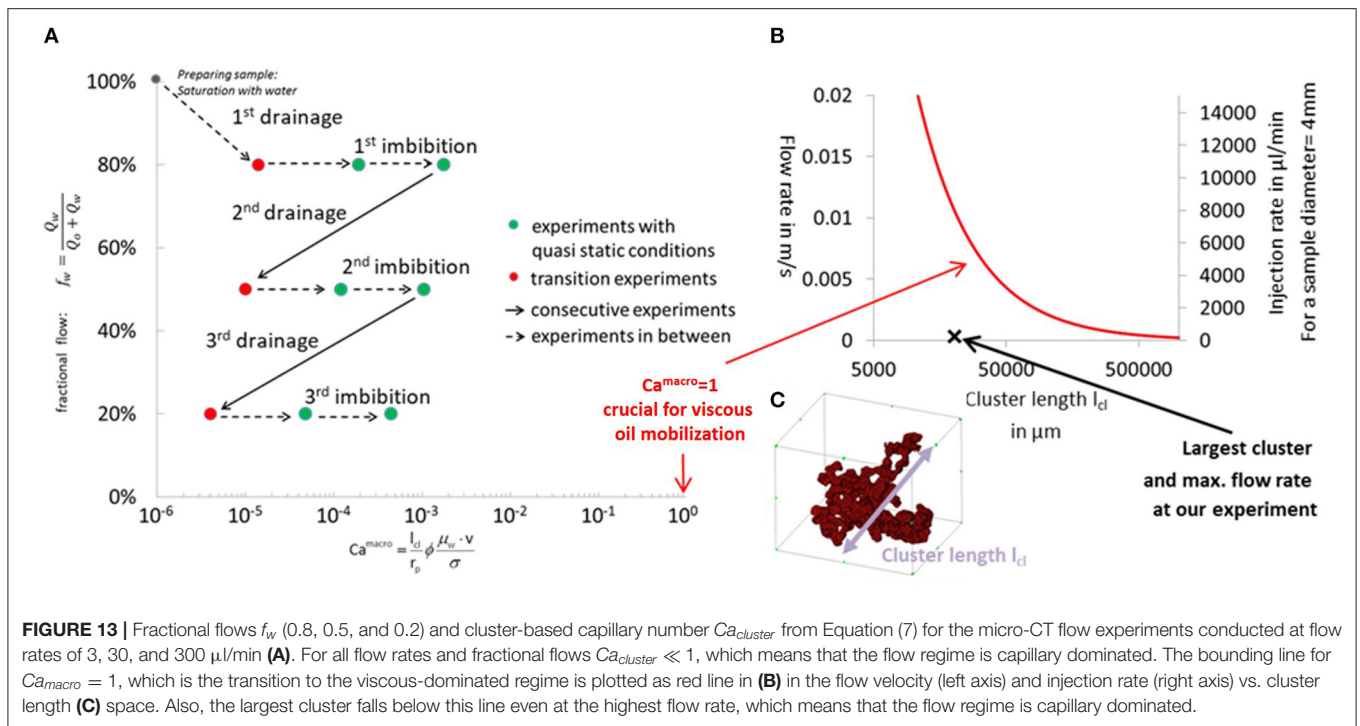 A
Preparing sample:
Saturation with water
100%
80%
60%
40%
20%
0%
fractional flow: f_w = Q_w / (Q_o + Q_w)
1st drainage
1st imbibition
2nd drainage
2nd imbibition
3rd drainage
3rd imbibition
experiments with
quasi static conditions
transition experiments
consecutive experiments
experiments in between
10^-6 10^-5 10^-4 10^-3 10^-2 10^-1 10^0
Ca^macro = l_cl / r_p ϕ μ_w · v / σ
Ca^macro=1
crucial for viscous
oil mobilization
B
0.02
0.015
0.01
0.005
0
Flow rate in m/s
14000
12000
10000
8000
6000
4000
2000
0
Injection rate in µl/min
For a sample diameter= 4mm
5000 50000 500000
Cluster length l_cl
in µm
Largest cluster
and max. flow rate
at our experiment
C
Cluster length l_cl
FIGURE 13 | Fractional flows f_w (0.8, 0.5, and 0.2) and cluster-based capillary number Ca_cluster from Equation (7) for the micro-CT flow experiments conducted at flow
rates of 3, 30, and 300 µl/min (A). For all flow rates and fractional flows Ca_cluster ≪ 1, which means that the flow regime is capillary dominated. The bounding line for
Ca_macro = 1, which is the transition to the viscous-dominated regime is plotted as red line in (B) in the flow velocity (left axis) and injection rate (right axis) vs. cluster
length (C) space. Also, the largest cluster falls below this line even at the highest flow rate, which means that the flow regime is capillary dominated.